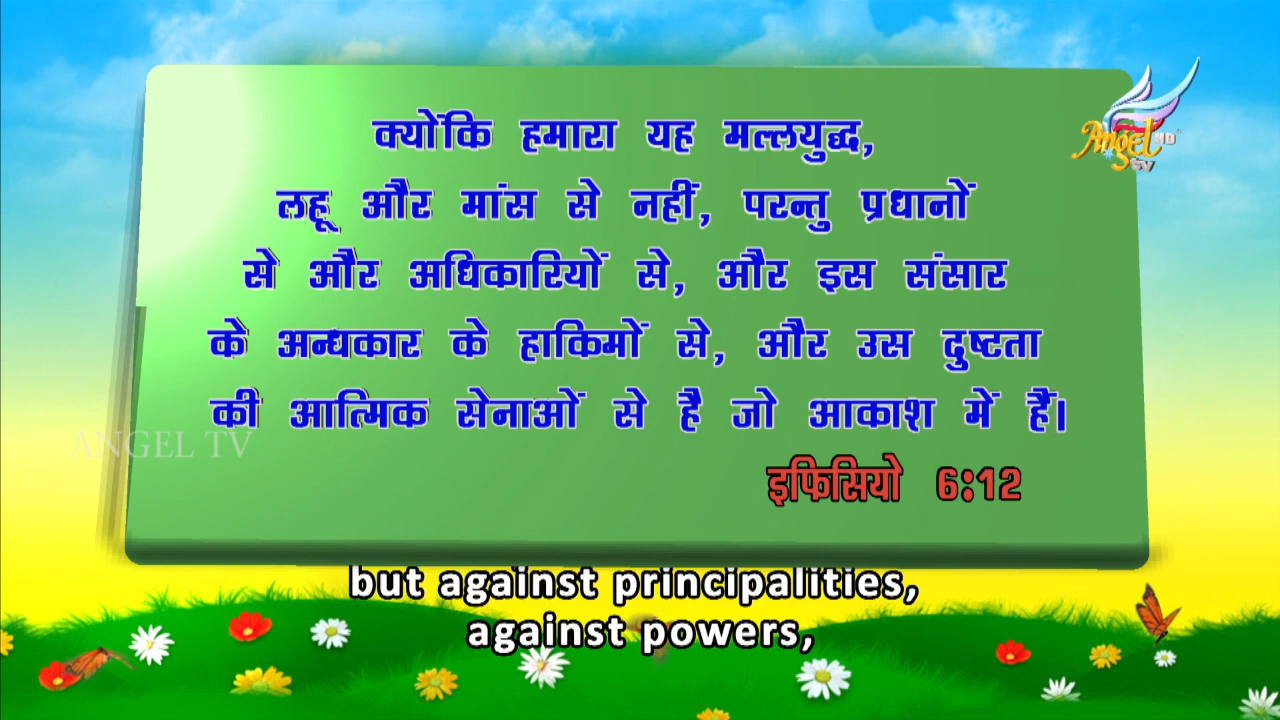 Angel HD
TV
क्योंकि हमारा यह मल्लयुद्ध,
लहू और मांस से नहीं, परन्तु प्रधानों
से और अधिकारियों से, और इस संसार
के अन्धकार के हाकिमों से, और उस दुष्टता
की आत्मिक सेनाओं से है जो आकाश में हैं।
ANGEL TV
इफिसियो 6:12
but against principalities,
against powers,